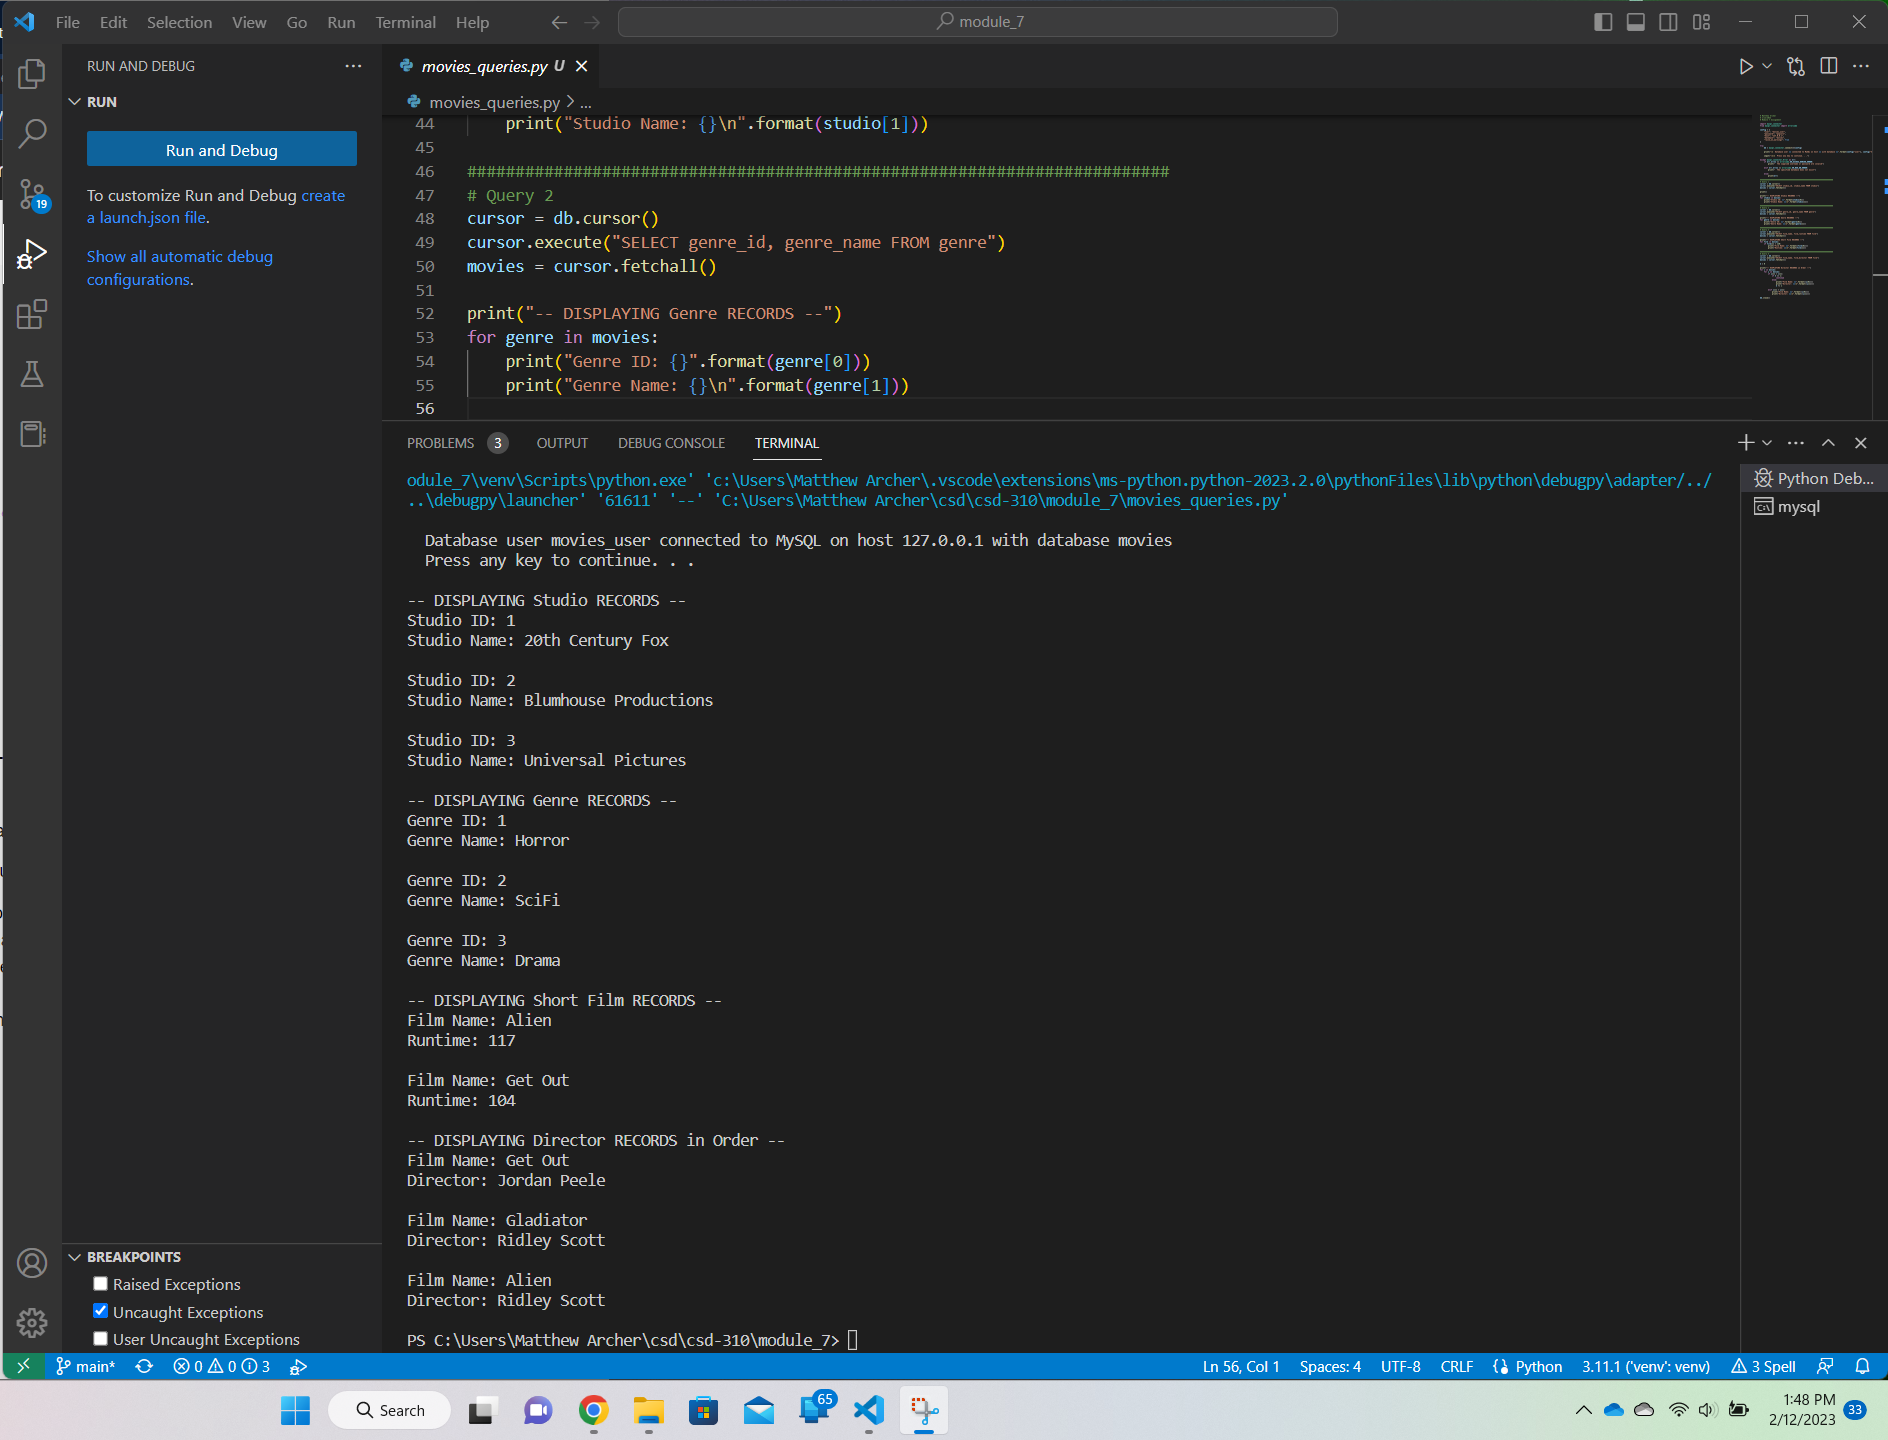 File Edit Selection View Go Run Terminal Help
module_7
RUN AND DEBUG
RUN
Run and Debug
To customize Run and Debug create
a launch.json file.
Show all automatic debug
configurations.
19
movies_queries.py U
movies_queries.py > ...
44 print("Studio Name: {}\n".format(studio[1]))
45
46 #########################################################################
47 # Query 2
48 cursor = db.cursor()
49 cursor.execute("SELECT genre_id, genre_name FROM genre")
50 movies = cursor.fetchall()
51
52 print("-- DISPLAYING Genre RECORDS --")
53 for genre in movies:
54 print("Genre ID: {}".format(genre[0]))
55 print("Genre Name: {}\n".format(genre[1]))
56
PROBLEMS 3 OUTPUT DEBUG CONSOLE TERMINAL
odule_7\venv\Scripts\python.exe' 'c:\Users\Matthew Archer\.vscode\extensions\ms-python.python-2023.2.0\pythonFiles\lib\python\debugpy\adapter/../
..\debugpy\launcher' '61611' '--' 'C:\Users\Matthew Archer\csd\csd-310\module_7\movies_queries.py'
Database user movies_user connected to MySQL on host 127.0.0.1 with database movies
Press any key to continue. . .
-- DISPLAYING Studio RECORDS --
Studio ID: 1
Studio Name: 20th Century Fox
Studio ID: 2
Studio Name: Blumhouse Productions
Studio ID: 3
Studio Name: Universal Pictures
-- DISPLAYING Genre RECORDS --
Genre ID: 1
Genre Name: Horror
Genre ID: 2
Genre Name: SciFi
Genre ID: 3
Genre Name: Drama
-- DISPLAYING Short Film RECORDS --
Film Name: Alien
Runtime: 117
Film Name: Get Out
Runtime: 104
-- DISPLAYING Director RECORDS in Order --
Film Name: Get Out
Director: Jordan Peele
Film Name: Gladiator
Director: Ridley Scott
Film Name: Alien
Director: Ridley Scott
PS C:\Users\Matthew Archer\csd\csd-310\module_7>
Python Deb...
mysql
BREAKPOINTS
Raised Exceptions
Uncaught Exceptions
User Uncaught Exceptions
main* 0 0 3
Ln 56, Col 1 Spaces: 4 UTF-8 CRLF Python 3.11.1 ('venv': venv) 3 Spell
Search
65
1:48 PM
2/12/2023
33